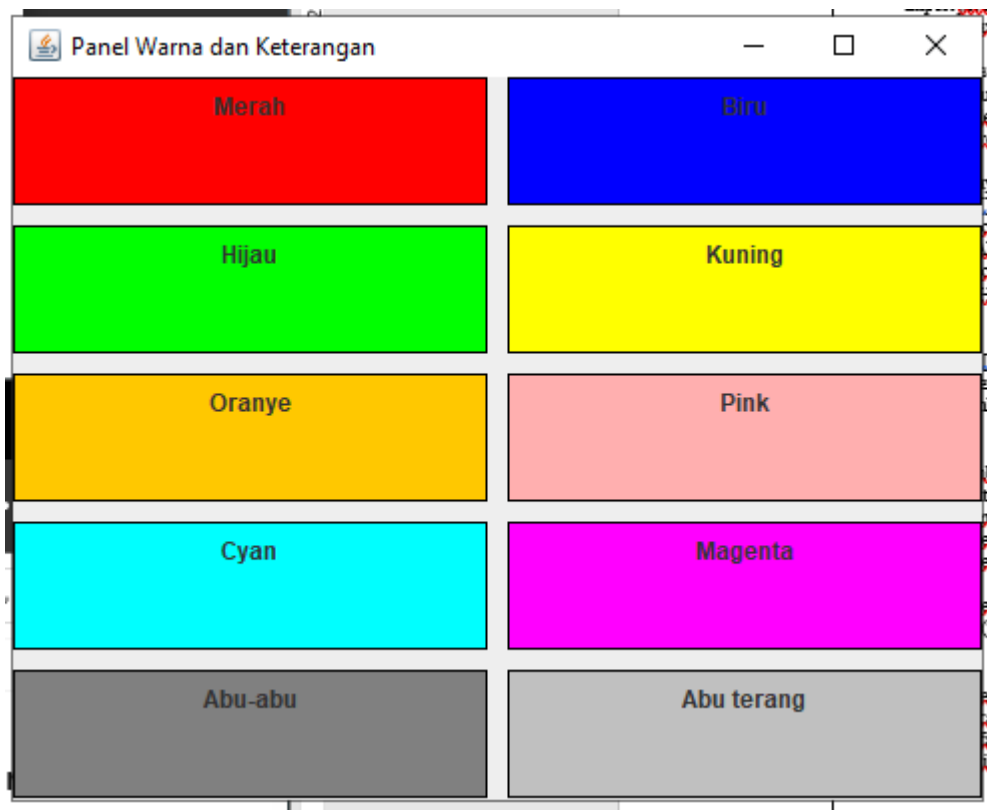 Panel Warna dan Keterangan
Merah
Biru
Hijau
Kuning
Oranye
Pink
Cyan
Magenta
Abu-abu
Abu terang